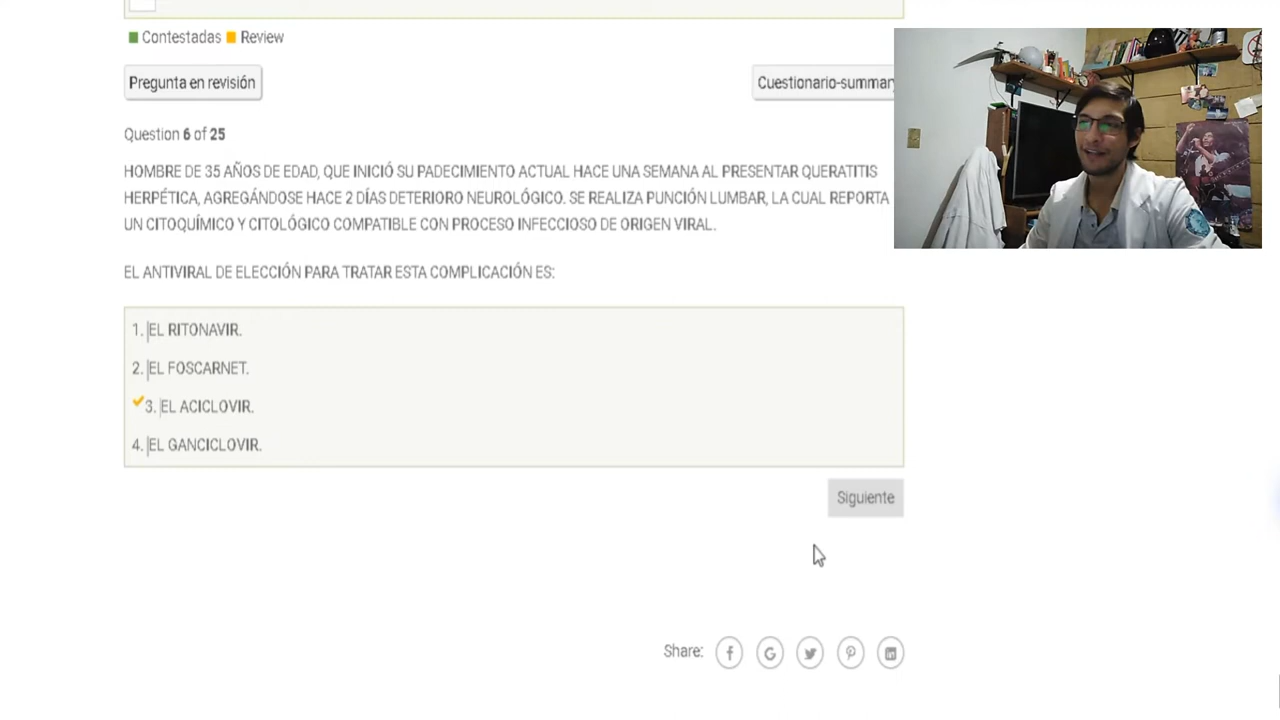 Contestadas Review
Pregunta en revisión
Cuestionario-summary
Question 6 of 25
HOMBRE DE 35 AÑOS DE EDAD, QUE INICIÓ SU PADECIMIENTO ACTUAL HACE UNA SEMANA AL PRESENTAR QUERATITIS
HERPÉTICA, AGREGÁNDOSE HACE 2 DÍAS DETERIORO NEUROLÓGICO. SE REALIZA PUNCIÓN LUMBAR, LA CUAL REPORTA
UN CITOQUÍMICO Y CITOLÓGICO COMPATIBLE CON PROCESO INFECCIOSO DE ORIGEN VIRAL.
EL ANTIVIRAL DE ELECCIÓN PARA TRATAR ESTA COMPLICACIÓN ES:
1. EL RITONAVIR.
2. EL FOSCARNET.
3. EL ACICLOVIR.
4. EL GANCICLOVIR.
Siguiente
Share: